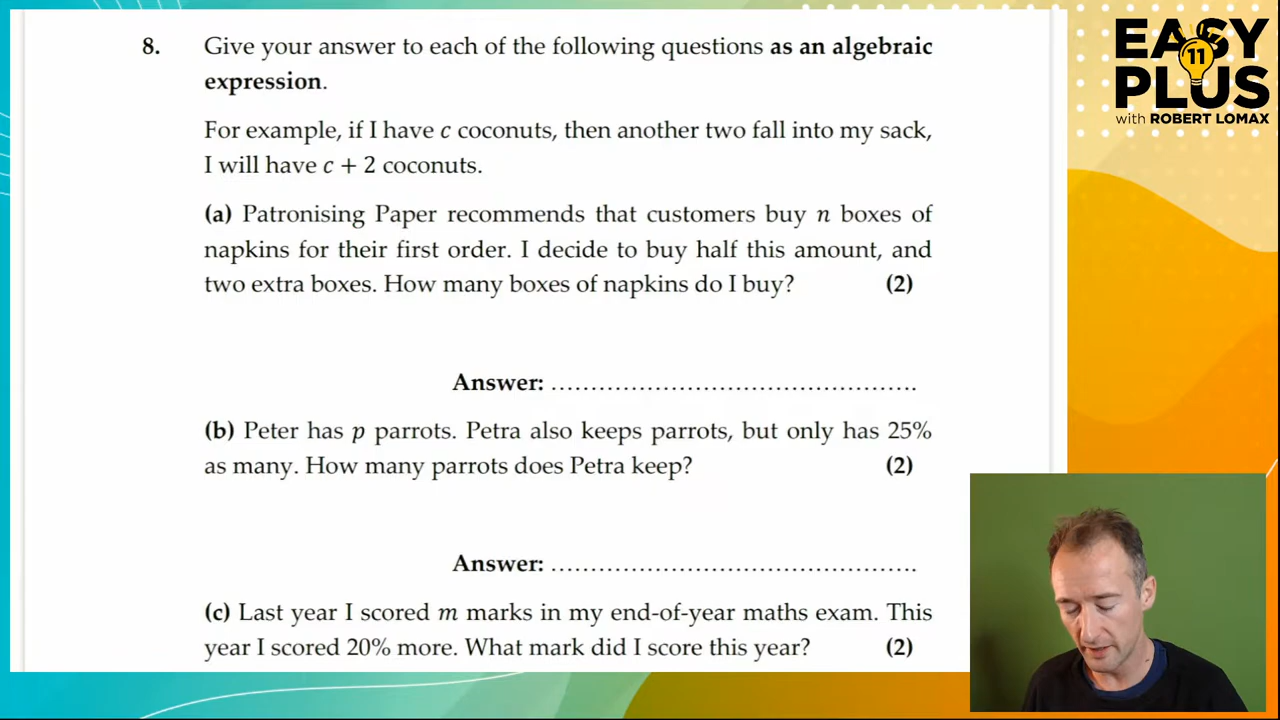 8. Give your answer to each of the following questions as an algebraic
expression.
For example, if I have c coconuts, then another two fall into my sack,
I will have c + 2 coconuts.
(a) Patronising Paper recommends that customers buy n boxes of
napkins for their first order. I decide to buy half this amount, and
two extra boxes. How many boxes of napkins do I buy? (2)
Answer: ..............................................
(b) Peter has p parrots. Petra also keeps parrots, but only has 25%
as many. How many parrots does Petra keep? (2)
Answer: ..............................................
(c) Last year I scored m marks in my end-of-year maths exam. This
year I scored 20% more. What mark did I score this year? (2)
EASY
11
PLUS
with ROBERT LOMAX